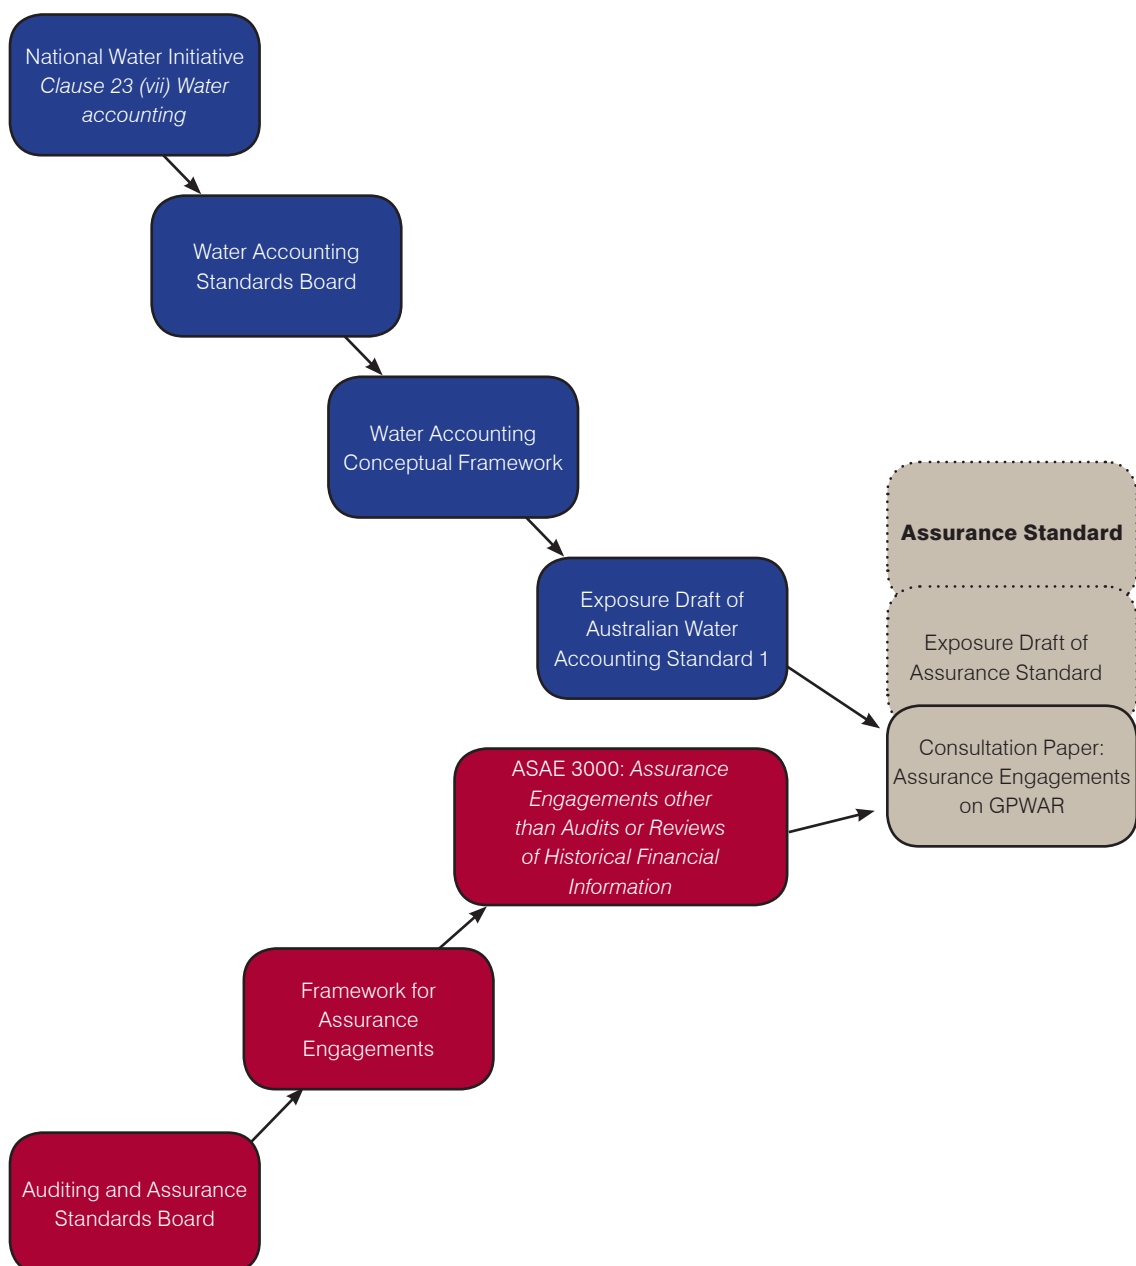 National Water Initiative
Clause 23 (vii) Water
accounting
Water Accounting
Standards Board
Water Accounting
Conceptual Framework
Exposure Draft of
Australian Water
Accounting Standard 1
Assurance Standard
Exposure Draft of
Assurance Standard
Consultation Paper:
Assurance Engagements
on GPWAR
ASAE 3000: Assurance
Engagements other
than Audits or Reviews
of Historical Financial
Information
Framework for
Assurance
Engagements
Auditing and Assurance
Standards Board